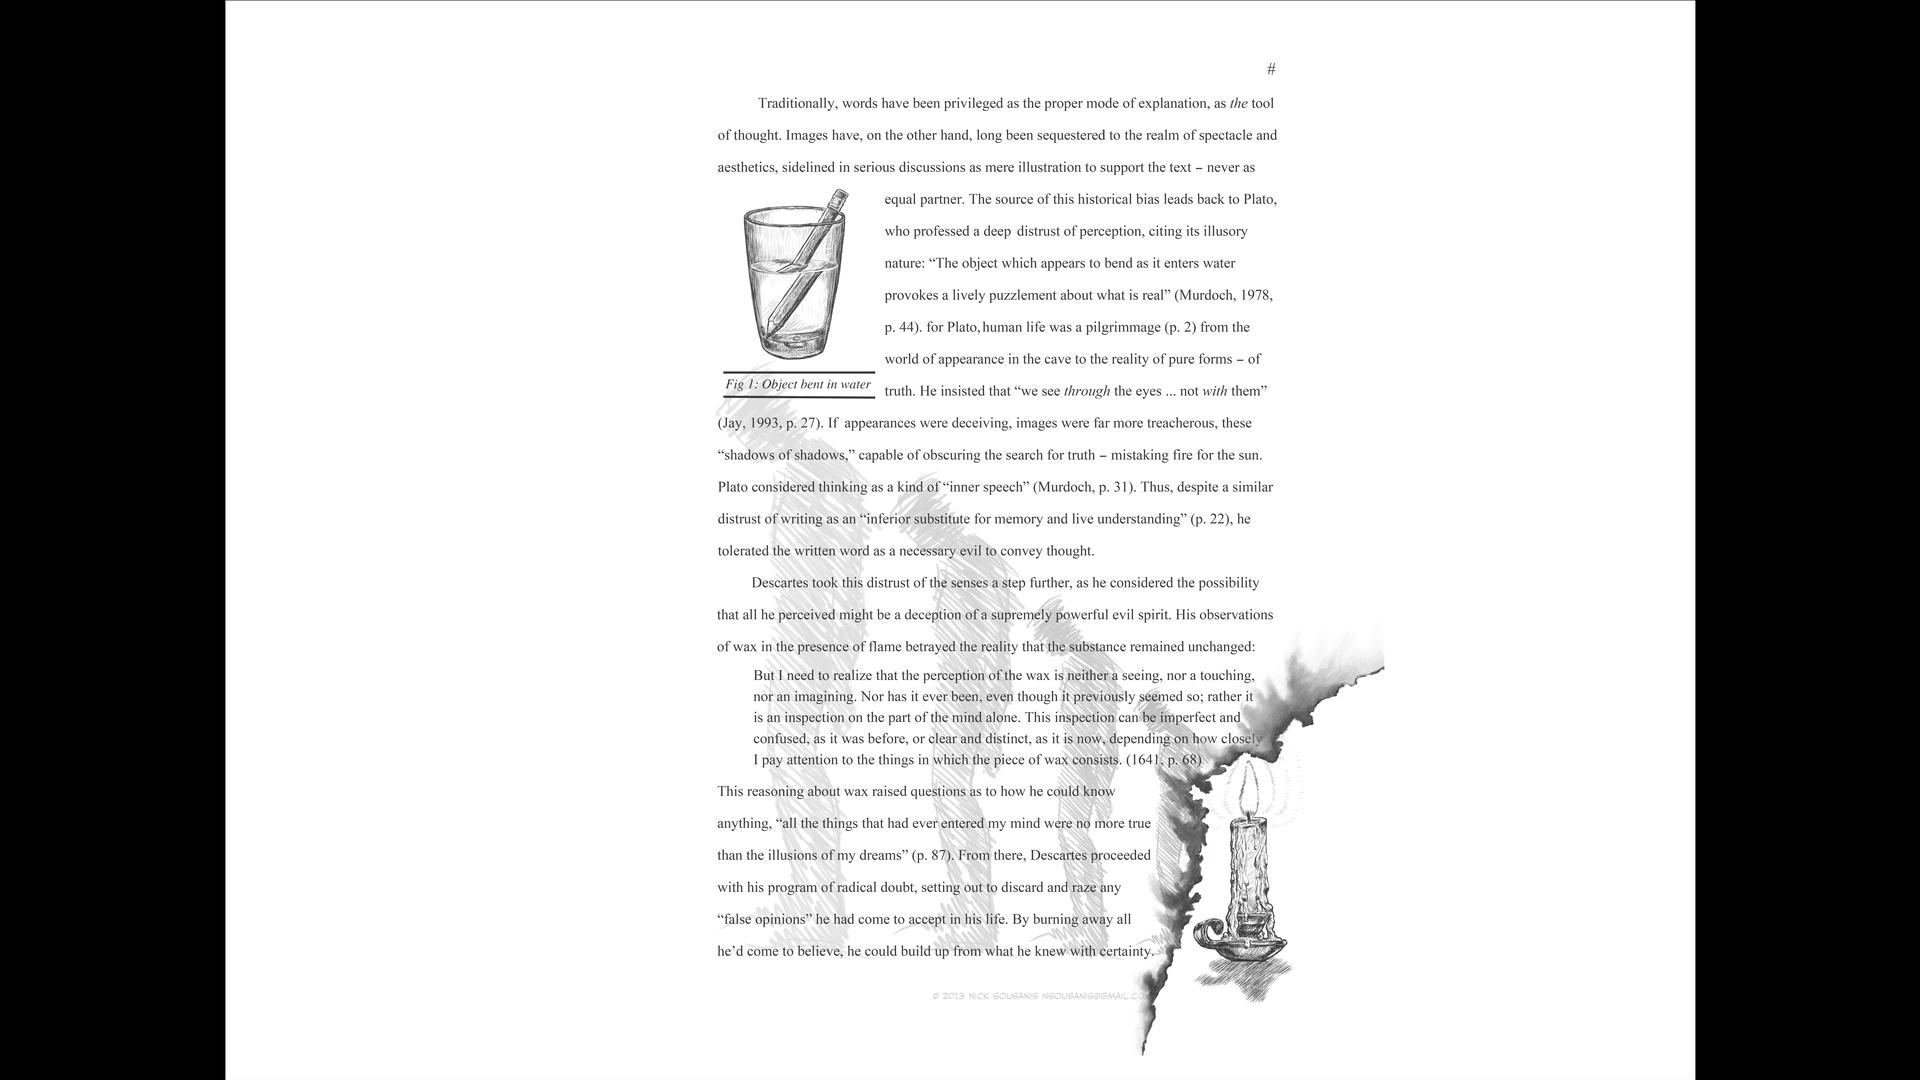 #
Traditionally, words have been privileged as the proper mode of explanation, as the tool
of thought. Images have, on the other hand, long been sequestered to the realm of spectacle and
aesthetics, sidelined in serious discussions as mere illustration to support the text – never as
equal partner. The source of this historical bias leads back to Plato,
who professed a deep distrust of perception, citing its illusory
nature: “The object which appears to bend as it enters water
provokes a lively puzzlement about what is real” (Murdoch, 1978,
p. 44). for Plato, human life was a pilgrimmage (p. 2) from the
world of appearance in the cave to the reality of pure forms – of
truth. He insisted that “we see through the eyes ... not with them”
Fig 1: Object bent in water
(Jay, 1993, p. 27). If appearances were deceiving, images were far more treacherous, these
“shadows of shadows,” capable of obscuring the search for truth – mistaking fire for the sun.
Plato considered thinking as a kind of “inner speech” (Murdoch, p. 31). Thus, despite a similar
distrust of writing as an “inferior substitute for memory and live understanding” (p. 22), he
tolerated the written word as a necessary evil to convey thought.
Descartes took this distrust of the senses a step further, as he considered the possibility
that all he perceived might be a deception of a supremely powerful evil spirit. His observations
of wax in the presence of flame betrayed the reality that the substance remained unchanged:
But I need to realize that the perception of the wax is neither a seeing, nor a touching,
nor an imagining. Nor has it ever been, even though it previously seemed so; rather it
is an inspection on the part of the mind alone. This inspection can be imperfect and
confused, as it was before, or clear and distinct, as it is now, depending on how closely
I pay attention to the things in which the piece of wax consists. (1641, p. 68)
This reasoning about wax raised questions as to how he could know
anything, “all the things that had ever entered my mind were no more true
than the illusions of my dreams” (p. 87). From there, Descartes proceeded
with his program of radical doubt, setting out to discard and raze any
“false opinions” he had come to accept in his life. By burning away all
he’d come to believe, he could build up from what he knew with certainty.
© 2013 NICK SOUSANIS NSOUSANIS@GMAIL.CO